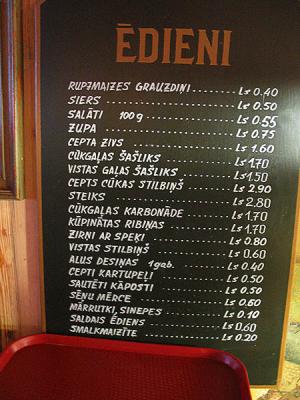 ĒDIENI
RUPJMAIZES GRAUZDIŅI Ls 0.40
SIERS Ls 0.50
SALĀTI 100g Ls 0.55
ZUPA Ls 0.75
CEPTA ZIVS Ls 1.60
CŪKGAĻAS ŠAŠLIKS Ls 1.70
VISTAS GAĻAS ŠAŠLIKS Ls 1.50
CEPTS CŪKAS STILBIŅŠ Ls 2.90
STEIKS Ls 2.80
CŪKGAĻAS KARBONĀDE Ls 1.70
KŪPINĀTAS RIBIŅAS Ls 1.70
ZIRŅI AR SPEĶI Ls 0.80
VISTAS STILBIŅŠ Ls 0.60
ALUS DESIŅAS 1gab. Ls 0.40
CEPTI KARTUPEĻI Ls 0.50
SAUTĒTI KĀPOSTI Ls 0.50
SĒŅU MĒRCE Ls 0.60
MĀRRUTKI, SINEPES Ls 0.10
SALDAIS ĒDIENS Ls 0.60
SMALKMAIZĪTE Ls 0.20